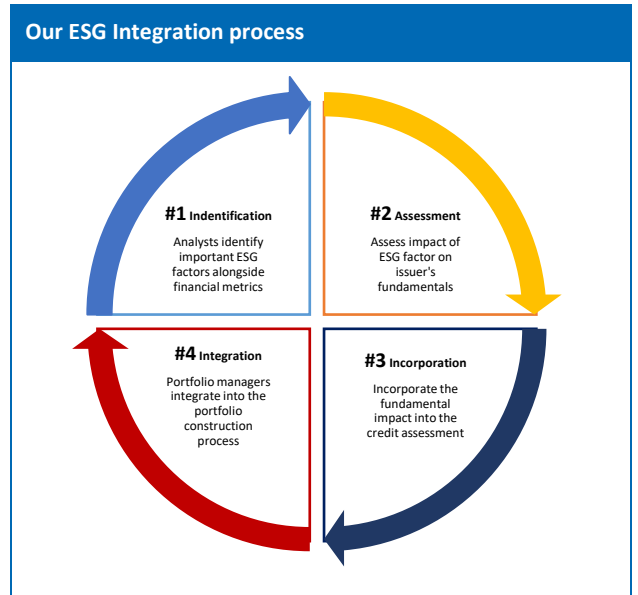 Our ESG Integration process
#1 Indentification
Analysts identify
important ESG
factors alongside
financial metrics
#2 Assessment
Assess impact of
ESG factor on
issuer's
fundamentals
#3 Incorporation
Incorporate the
fundamental
impact into the
credit assessment
#4 Integration
Portfolio managers
integrate into the
portfolio
construction
process